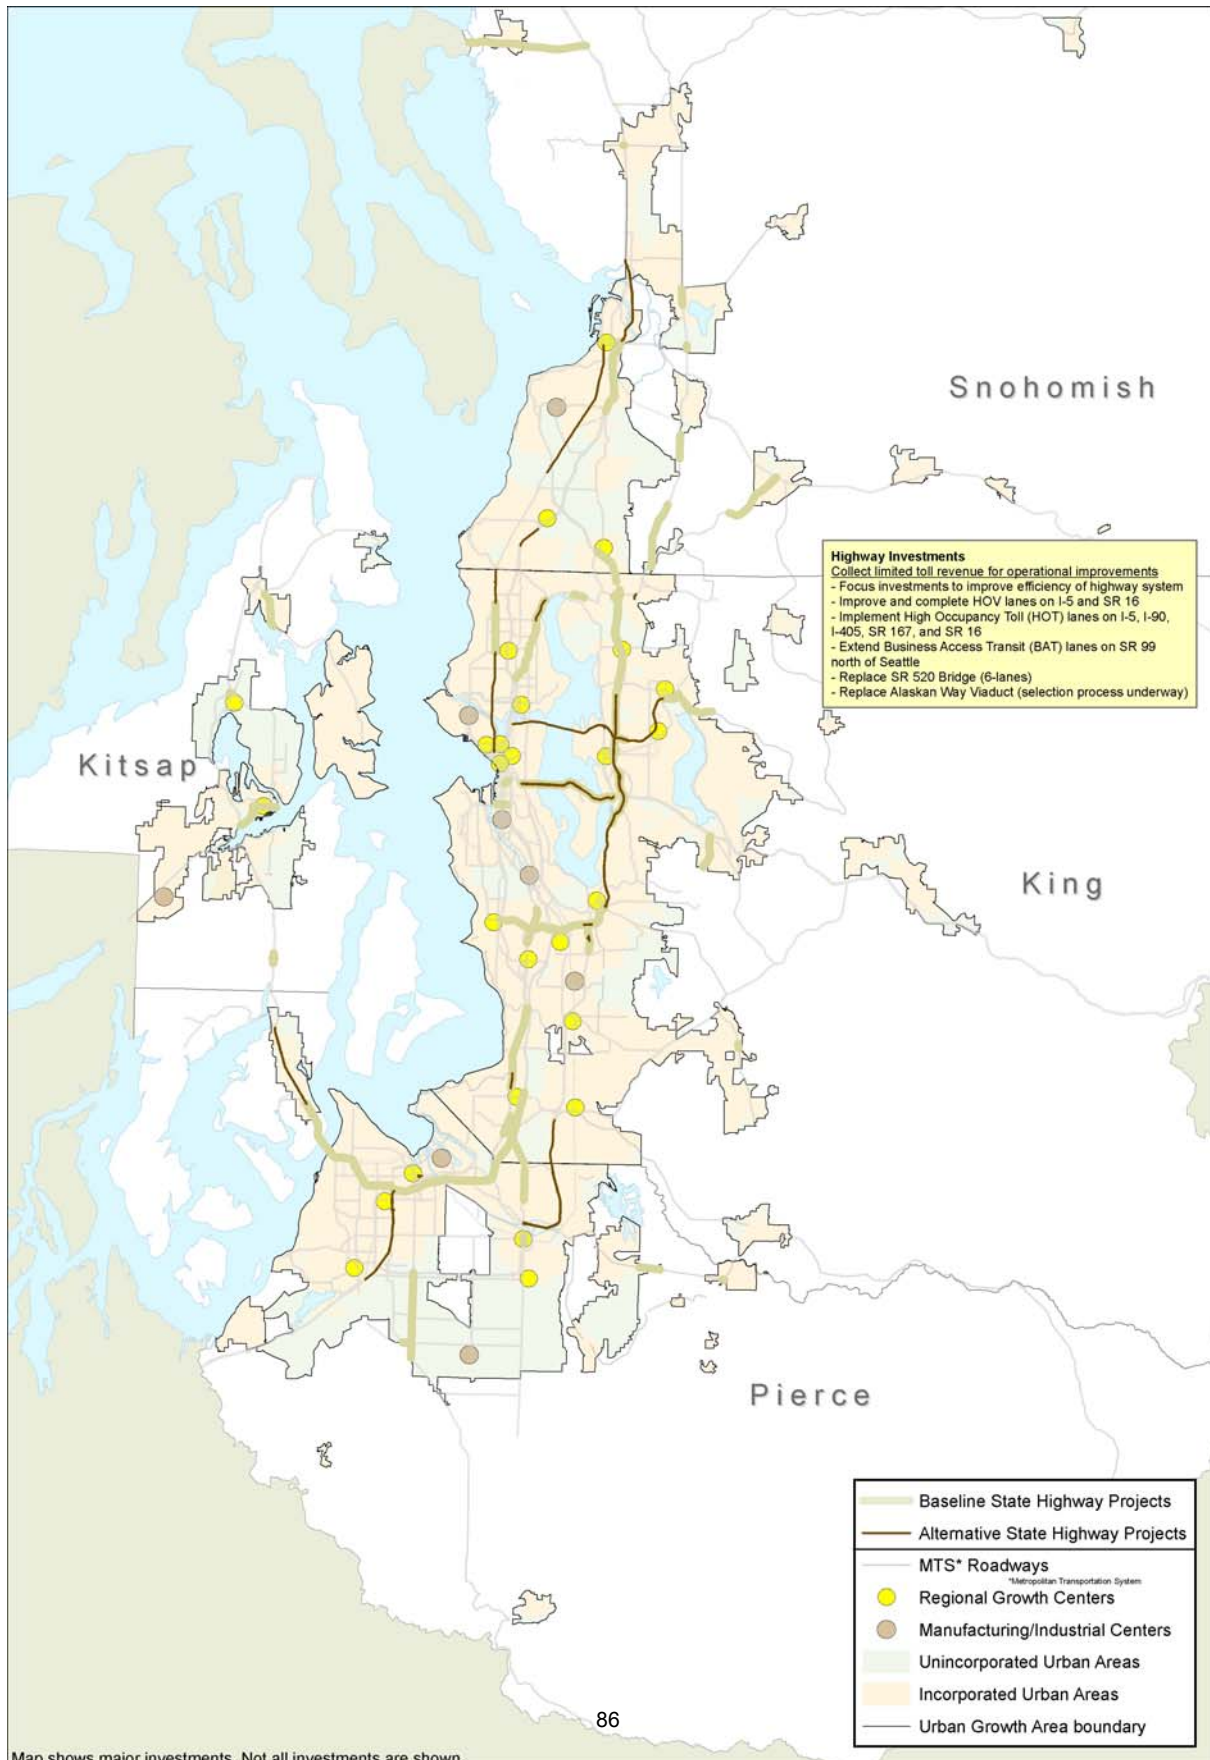 Snohomish
Highway Investments
Collect limited toll revenue for operational improvements
- Focus investments to improve efficiency of highway system
- Improve and complete HOV lanes on I-5 and SR 16
- Implement High Occupancy Toll (HOT) lanes on I-5, I-90,
I-405, SR 167, and SR 16
- Extend Business Access Transit (BAT) lanes on SR 99
north of Seattle
- Replace SR 520 Bridge (6-lanes)
- Replace Alaskan Way Viaduct (selection process underway)
Kitsap
King
Pierce
Baseline State Highway Projects
Alternative State Highway Projects
MTS* Roadways
*Metropolitan Transportation System
Regional Growth Centers
Manufacturing/Industrial Centers
Unincorporated Urban Areas
Incorporated Urban Areas
Urban Growth Area boundary
86
Map shows major investments. Not all investments are shown.